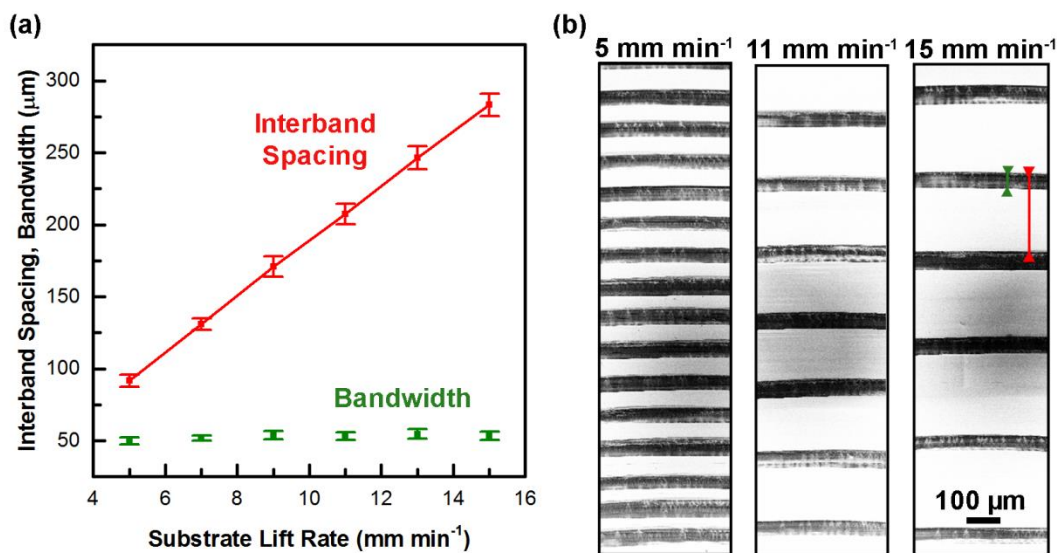 (a)
Interband Spacing, Bandwidth (µm)
300
250
200
150
100
50
Interband
Spacing
Bandwidth
4 6 8 10 12 14 16
Substrate Lift Rate (mm min⁻¹)
(b)
5 mm min⁻¹ 11 mm min⁻¹ 15 mm min⁻¹
100 µm